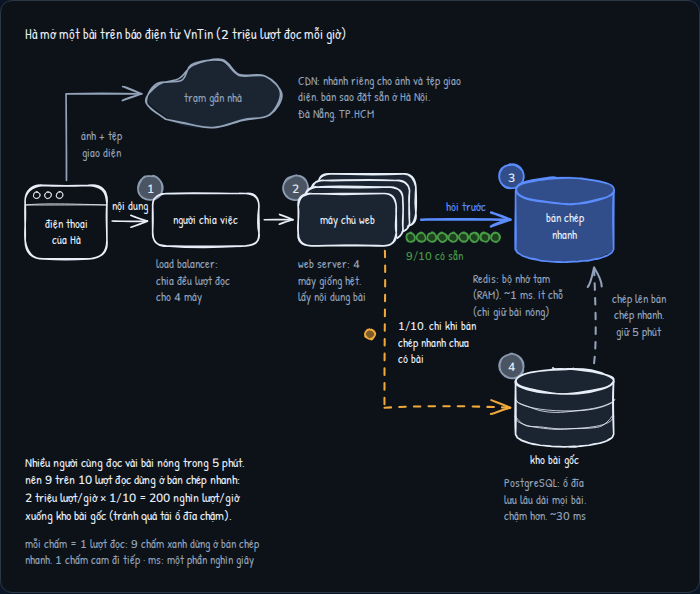 Hà mở một bài trên báo điện tử VnTin (2 triệu lượt đọc mỗi giờ)
trạm gần nhà
CDN: nhánh riêng cho ảnh và tệp giao
diện. bản sao đặt sẵn ở Hà Nội.
Đà Nẵng. TP.HCM
ảnh + tệp
giao diện
điện thoại
của Hà
nội dung
1
người chia việc
load balancer:
chia đều lượt đọc
cho 4 máy
2
máy chủ web
web server: 4
máy giống hệt.
lấy nội dung bài
hỏi trước
9/10 có sẵn
3
bản chép
nhanh
Redis: bộ nhớ tạm
(RAM). ~1 ms. ít chỗ
(chỉ giữ bài nóng)
chép lên bản
chép nhanh.
giữ 5 phút
1/10. chỉ khi bản
chép nhanh chưa
có bài
4
kho bài gốc
PostgreSQL: ổ đĩa
lưu lâu dài mọi bài.
chậm hơn. ~30 ms
Nhiều người cùng đọc vài bài nóng trong 5 phút.
nên 9 trên 10 lượt đọc dừng ở bản chép nhanh:
2 triệu lượt/giờ × 1/10 = 200 nghìn lượt/giờ
xuống kho bài gốc (tránh quá tải ổ đĩa chậm).
mỗi chấm = 1 lượt đọc: 9 chấm xanh dừng ở bản chép
nhanh. 1 chấm cam đi tiếp · ms: một phần nghìn giây